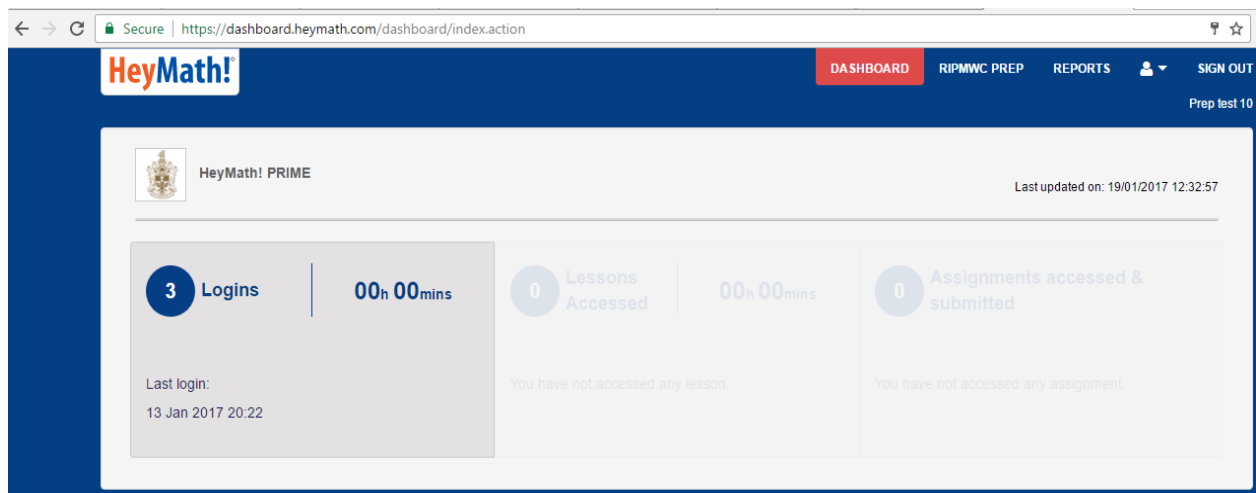 Secure | https://dashboard.heymath.com/dashboard/index.action
HeyMath!
DASHBOARD RIPMWC PREP REPORTS SIGN OUT
Prep test 10
HeyMath! PRIME
Last updated on: 19/01/2017 12:32:57
3 Logins 00h 00mins
0 Lessons Accessed 00h 00mins
0 Assignments accessed & submitted
Last login:
13 Jan 2017 20:22
You have not accessed any lesson.
You have not accessed any assignment.